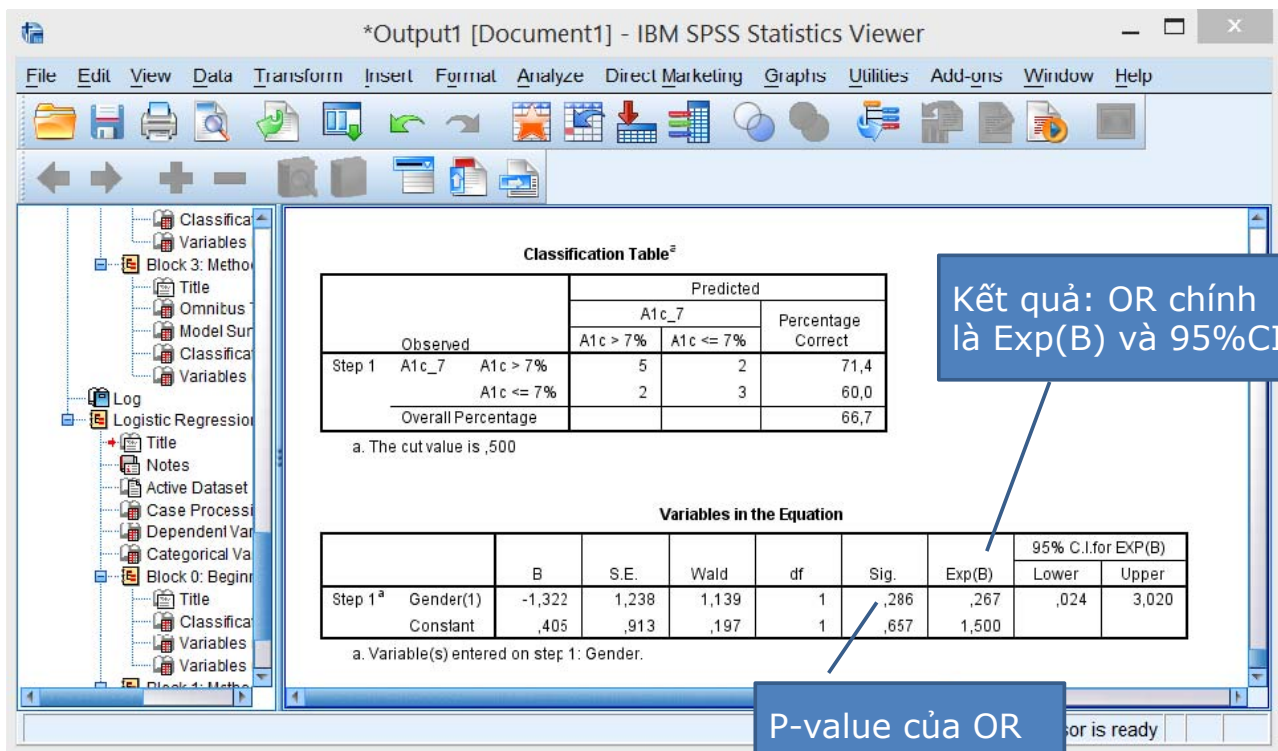 *Output1 [Document1] - IBM SPSS Statistics Viewer
File Edit View Data Transform Insert Format Analyze Direct Marketing Graphs Utilities Add-ons Window Help
Classifica
Variables
Block 3: Metho
Title
Omnibus
Model Sur
Classifica
Variables
Log
Logistic Regression
Title
Notes
Active Dataset
Case Processi
Dependent Var
Categorical Va
Block 0: Beginn
Title
Classifica
Variables
Variables
Classification Tableᵃ
Predicted
A1c_7 Percentage Correct
Observed A1c > 7% A1c <= 7%
Step 1 A1c_7 A1c > 7% 5 2 71,4
A1c <= 7% 2 3 60,0
Overall Percentage 66,7
a. The cut value is ,500
Kết quả: OR chính
là Exp(B) và 95%CI
Variables in the Equation
95% C.I.for EXP(B)
B S.E. Wald df Sig. Exp(B) Lower Upper
Step 1ᵃ Gender(1) -1,322 1,238 1,139 1 ,286 ,267 ,024 3,020
Constant ,405 ,913 ,197 1 ,657 1,500
a. Variable(s) entered on step 1: Gender.
P-value của OR
is ready